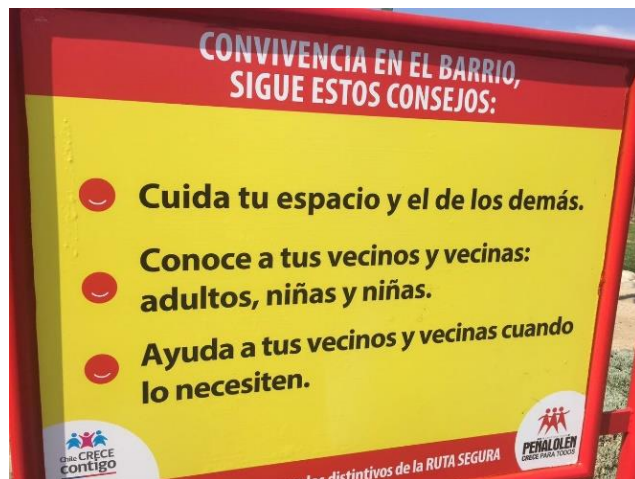 CONVIVENCIA EN EL BARRIO,
SIGUE ESTOS CONSEJOS:
Cuida tu espacio y el de los demás.
Conoce a tus vecinos y vecinas:
adultos, niñas y niñas.
Ayuda a tus vecinos y vecinas cuando
lo necesiten.
Chile CRECE
contigo
distintivos de la RUTA SEGURA
PEÑALOLÉN
CRECE PARA TODOS